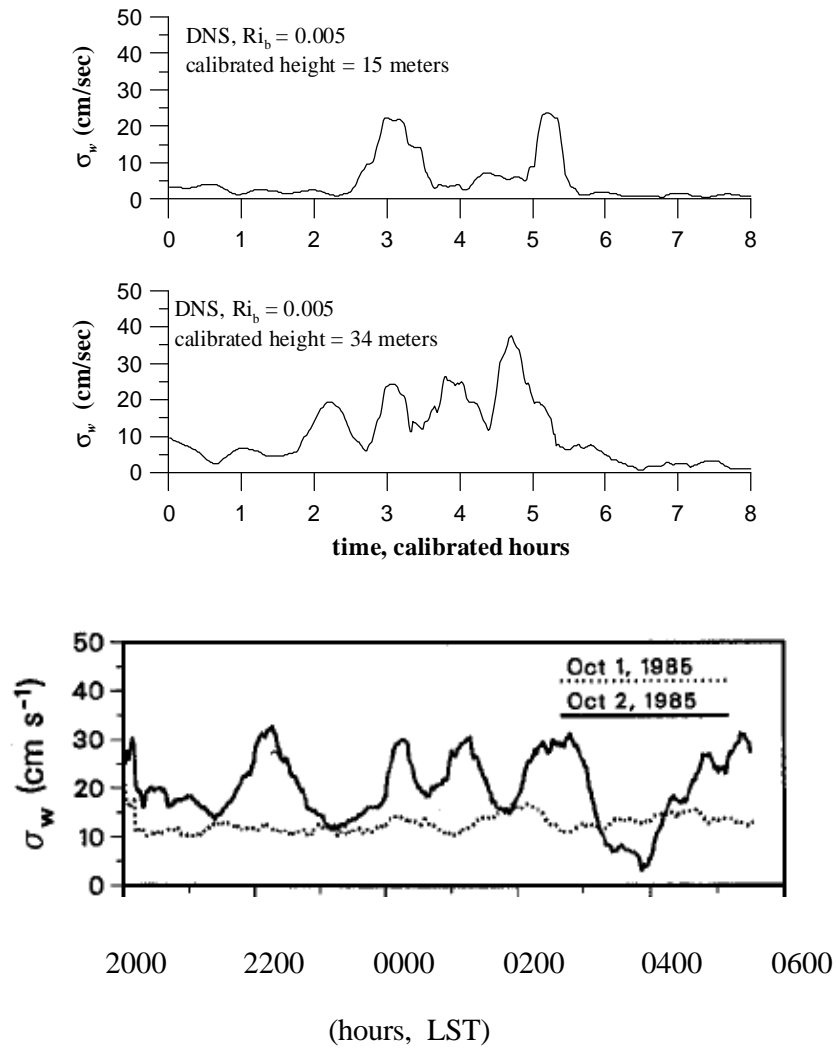 50
40
30
20
10
0
σw (cm/sec)
DNS, Rib = 0.005
calibrated height = 15 meters
0 1 2 3 4 5 6 7 8
50
40
30
20
10
0
σw (cm/sec)
DNS, Rib = 0.005
calibrated height = 34 meters
0 1 2 3 4 5 6 7 8
time, calibrated hours
50
40
30
20
10
0
σw (cm s⁻¹)
Oct 1, 1985
Oct 2, 1985
2000 2200 0000 0200 0400 0600
(hours, LST)